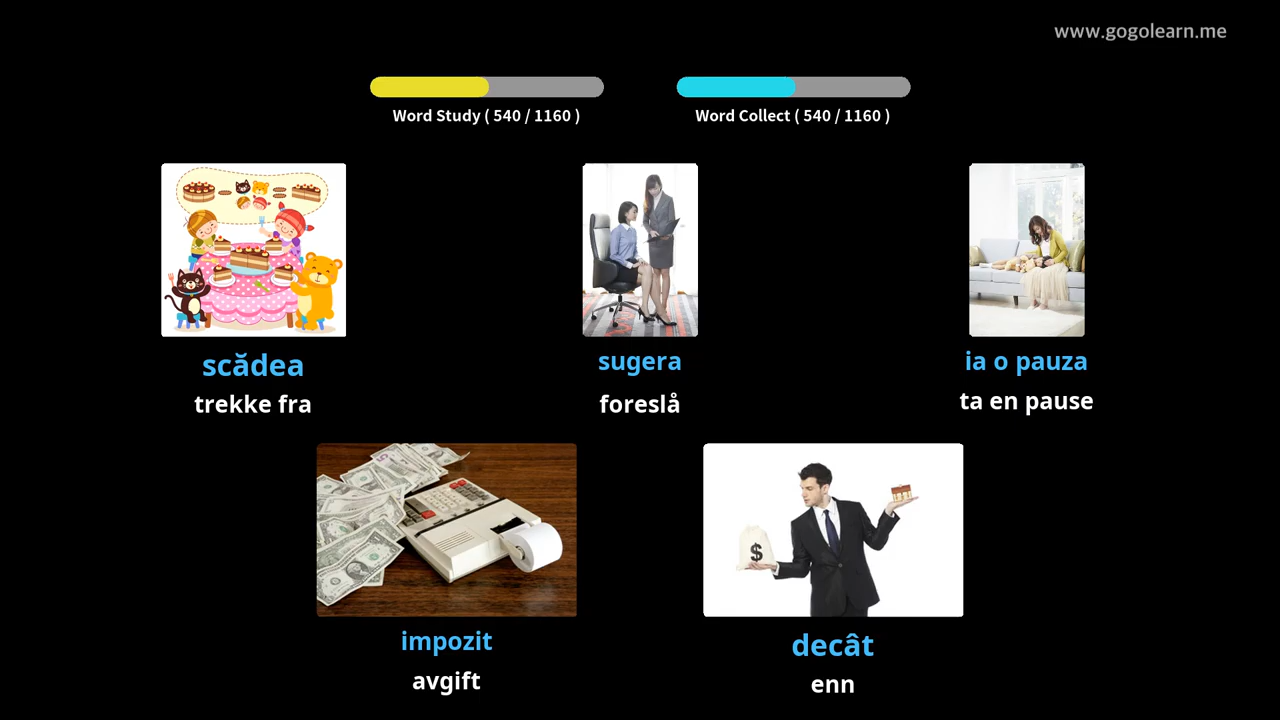 www.gogolearn.me
Word Study ( 540 / 1160 )
Word Collect ( 540 / 1160 )
scădea
trekke fra
sugera
foreslå
ia o pauza
ta en pause
impozit
avgift
decât
enn